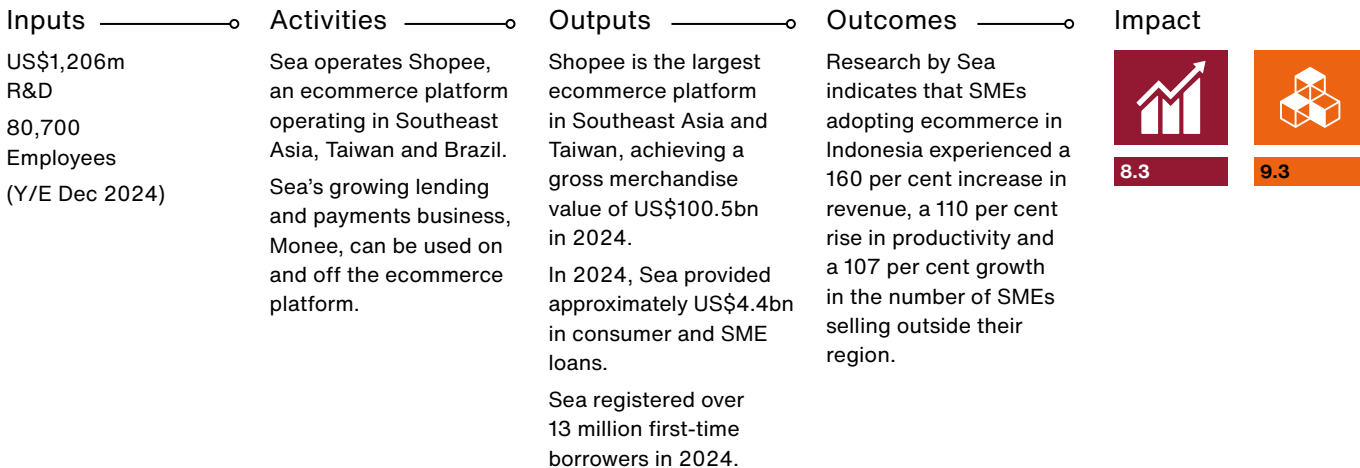 Inputs
US$1,206m
R&D
80,700
Employees
(Y/E Dec 2024)
Activities
Sea operates Shopee,
an ecommerce platform
operating in Southeast
Asia, Taiwan and Brazil.
Sea’s growing lending
and payments business,
Monee, can be used on
and off the ecommerce
platform.
Outputs
Shopee is the largest
ecommerce platform
in Southeast Asia and
Taiwan, achieving a
gross merchandise
value of US$100.5bn
in 2024.
In 2024, Sea provided
approximately US$4.4bn
in consumer and SME
loans.
Sea registered over
13 million first-time
borrowers in 2024.
Outcomes
Research by Sea
indicates that SMEs
adopting ecommerce in
Indonesia experienced a
160 per cent increase in
revenue, a 110 per cent
rise in productivity and
a 107 per cent growth
in the number of SMEs
selling outside their
region.
Impact
8.3
9.3